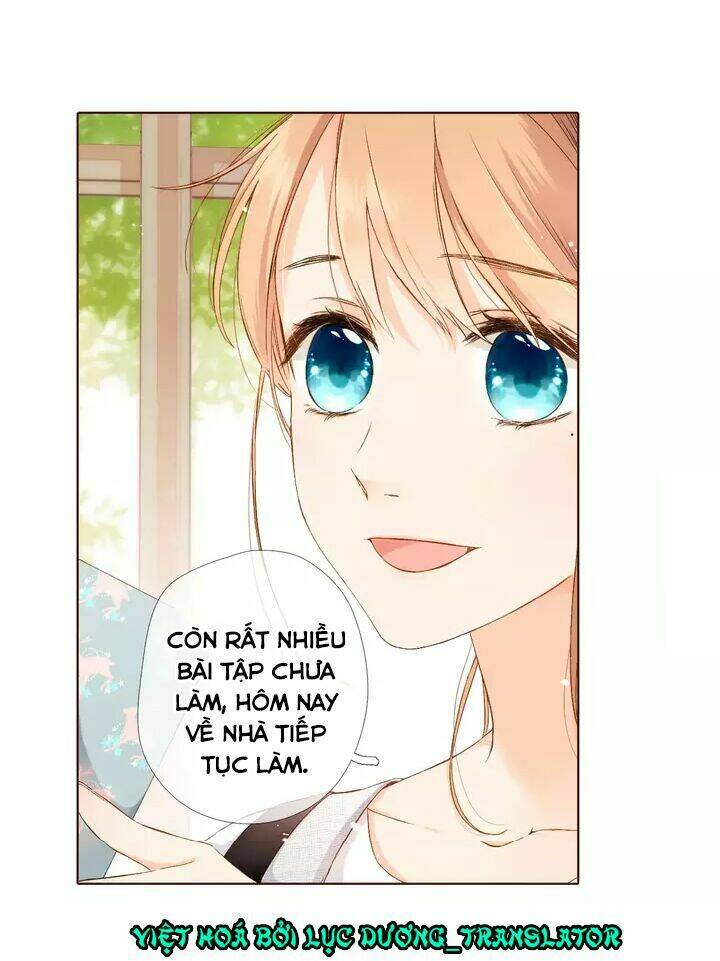 CÒN RẤT NHIỀU
BÀI TẬP CHƯA
LÀM, HÔM NAY
VỀ NHÀ TIẾP
TỤC LÀM.
VIỆT HOÁ BỞI LỤC DƯƠNG_TRANSLATOR